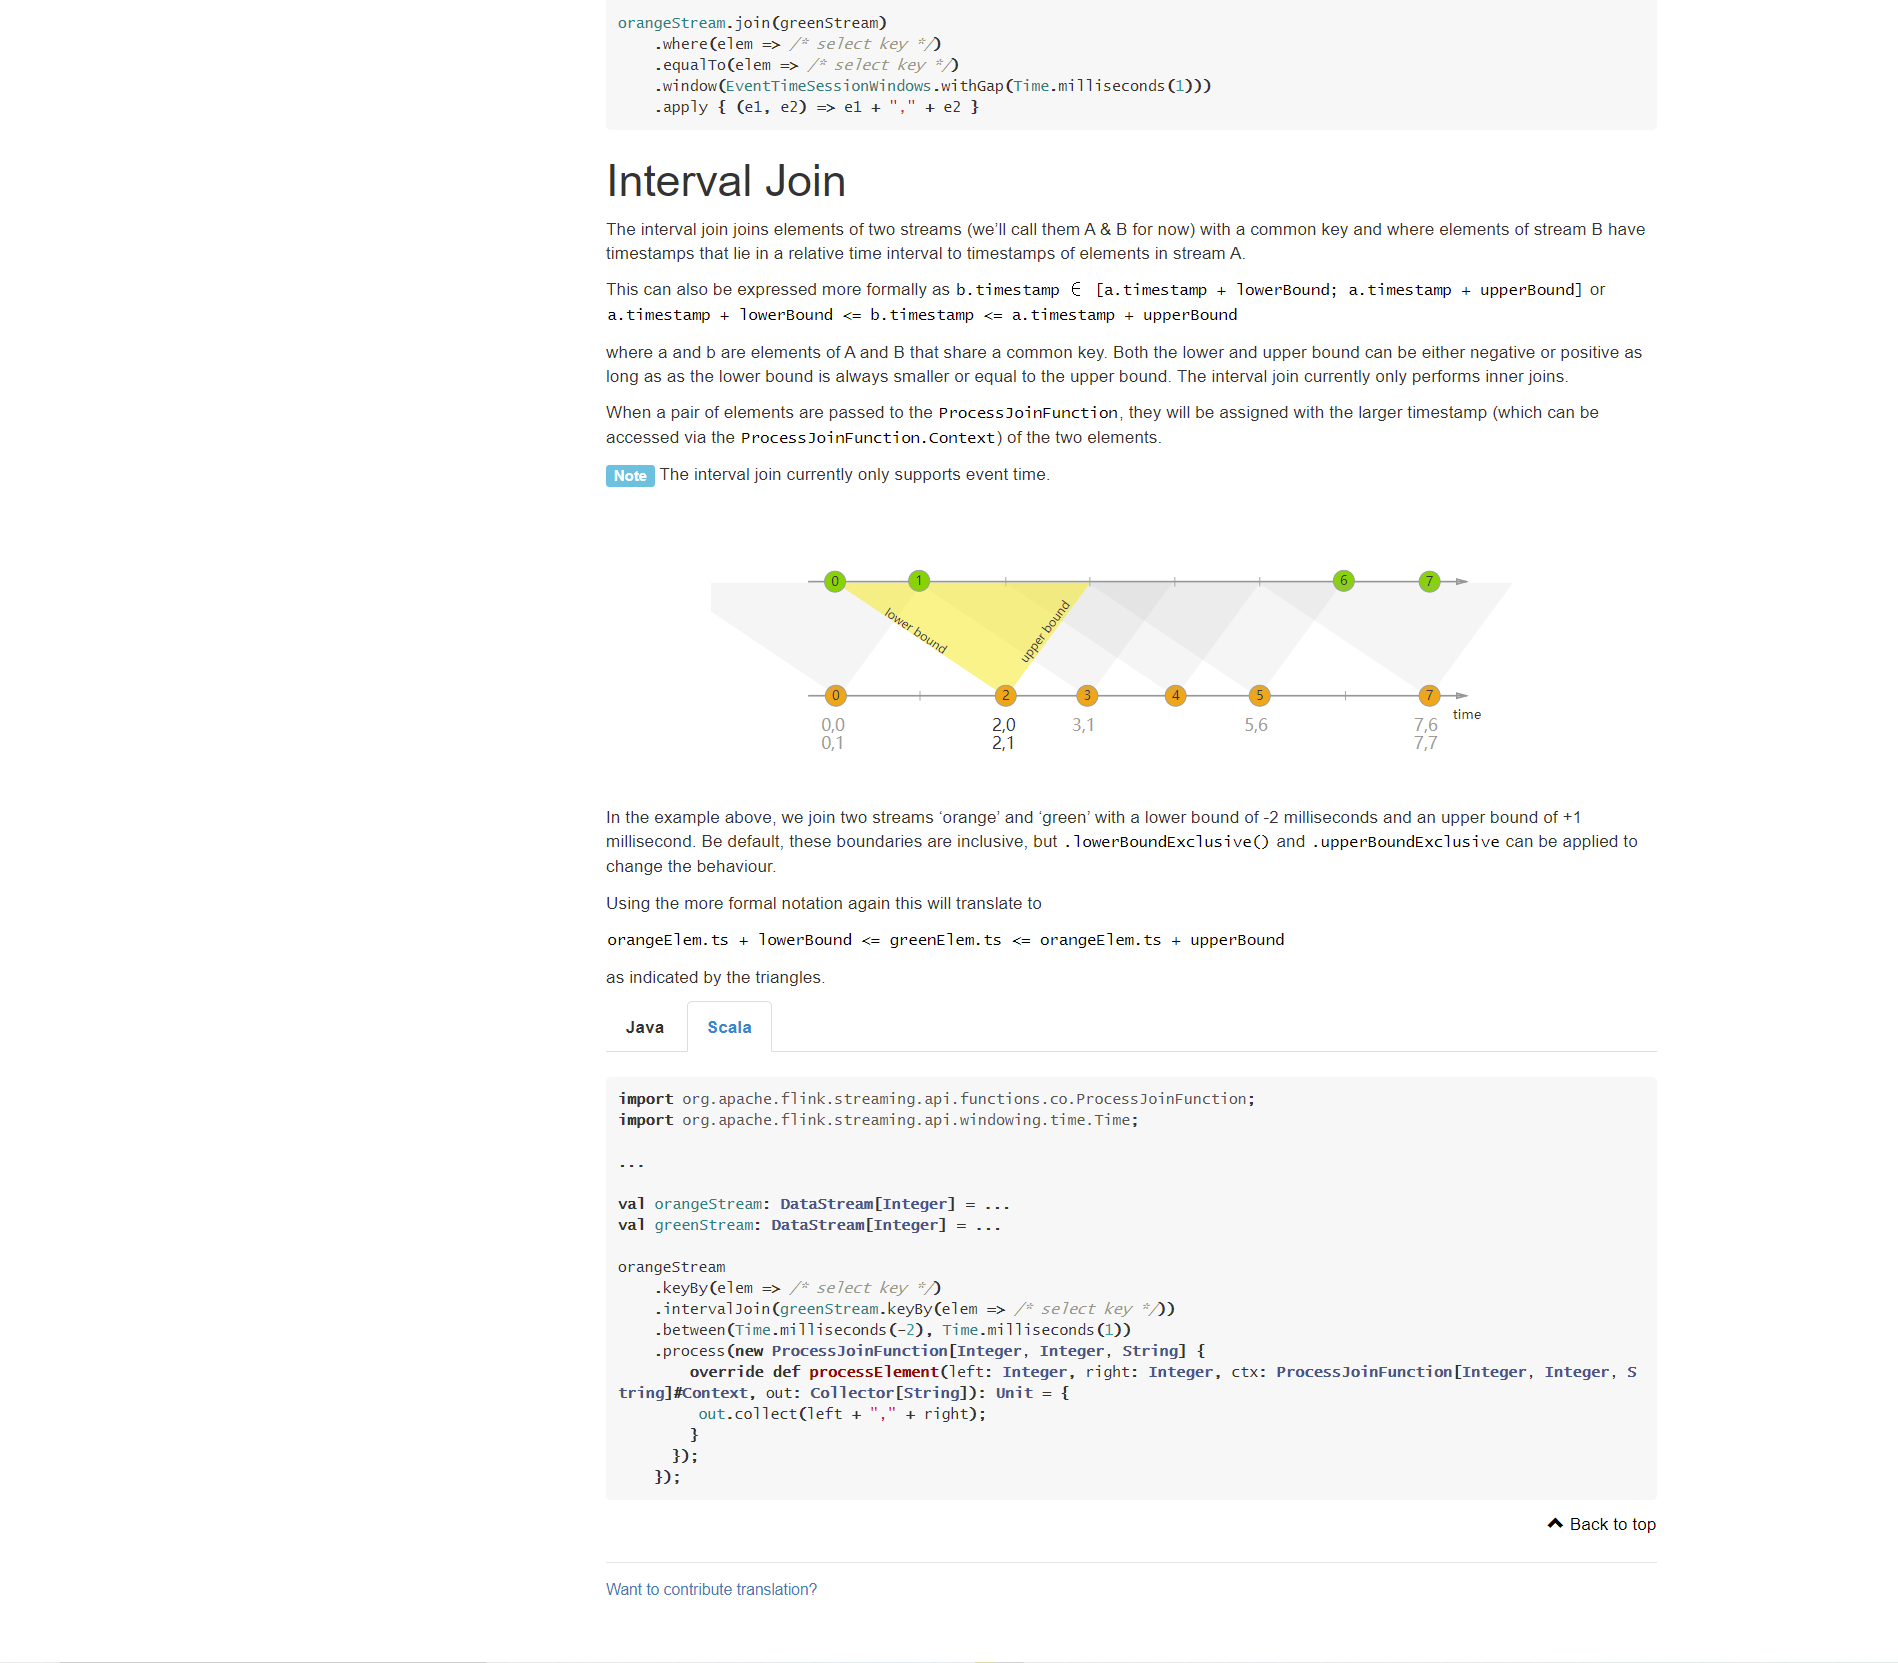 orangeStream.join(greenStream)
    .where(elem => /* select key */)
    .equalTo(elem => /* select key */)
    .window(EventTimeSessionWindows.withGap(Time.milliseconds(1)))
    .apply { (e1, e2) => e1 + "," + e2 }
Interval Join
The interval join joins elements of two streams (we’ll call them A & B for now) with a common key and where elements of stream B have
timestamps that lie in a relative time interval to timestamps of elements in stream A.
This can also be expressed more formally as b.timestamp ∈ [a.timestamp + lowerBound; a.timestamp + upperBound] or
a.timestamp + lowerBound <= b.timestamp <= a.timestamp + upperBound
where a and b are elements of A and B that share a common key. Both the lower and upper bound can be either negative or positive as
long as as the lower bound is always smaller or equal to the upper bound. The interval join currently only performs inner joins.
When a pair of elements are passed to the ProcessJoinFunction, they will be assigned with the larger timestamp (which can be
accessed via the ProcessJoinFunction.Context) of the two elements.
Note The interval join currently only supports event time.
0 1 6 7
lower bound
upper bound
0 2 3 4 5 7
time
0,0 2,0 3,1 5,6 7,6
0,1 2,1 7,7
In the example above, we join two streams ‘orange’ and ‘green’ with a lower bound of -2 milliseconds and an upper bound of +1
millisecond. Be default, these boundaries are inclusive, but .lowerBoundExclusive() and .upperBoundExclusive can be applied to
change the behaviour.
Using the more formal notation again this will translate to
orangeElem.ts + lowerBound <= greenElem.ts <= orangeElem.ts + upperBound
as indicated by the triangles.
Java Scala
import org.apache.flink.streaming.api.functions.co.ProcessJoinFunction;
import org.apache.flink.streaming.api.windowing.time.Time;
...
val orangeStream: DataStream[Integer] = ...
val greenStream: DataStream[Integer] = ...
orangeStream
    .keyBy(elem => /* select key */)
    .intervalJoin(greenStream.keyBy(elem => /* select key */))
    .between(Time.milliseconds(-2), Time.milliseconds(1))
    .process(new ProcessJoinFunction[Integer, Integer, String] {
        override def processElement(left: Integer, right: Integer, ctx: ProcessJoinFunction[Integer, Integer, S
tring]#Context, out: Collector[String]): Unit = {
         out.collect(left + "," + right);
        }
      });
    });
Back to top
Want to contribute translation?